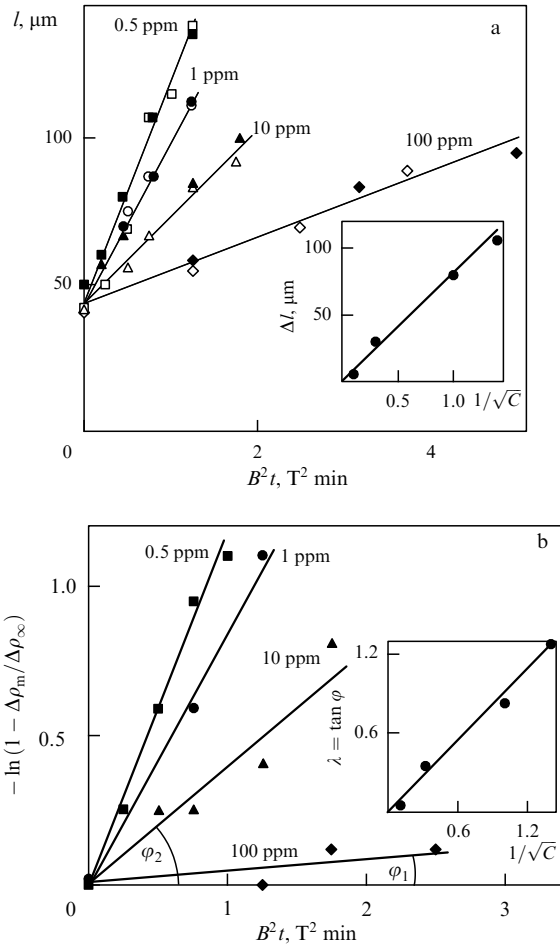 l, μm
a
0.5 ppm
1 ppm
10 ppm
100 ppm
100
50
0
2
4
B²t, T² min
Δl, μm
100
50
0.5
1.0
1/√C
b
− ln (1 − Δρm/Δρ∞)
1.0
0.5
0.5 ppm
1 ppm
10 ppm
100 ppm
φ2
φ1
0
1
2
3
B²t, T² min
λ = tan φ
1.2
0.6
0.6
1.2
1/√C